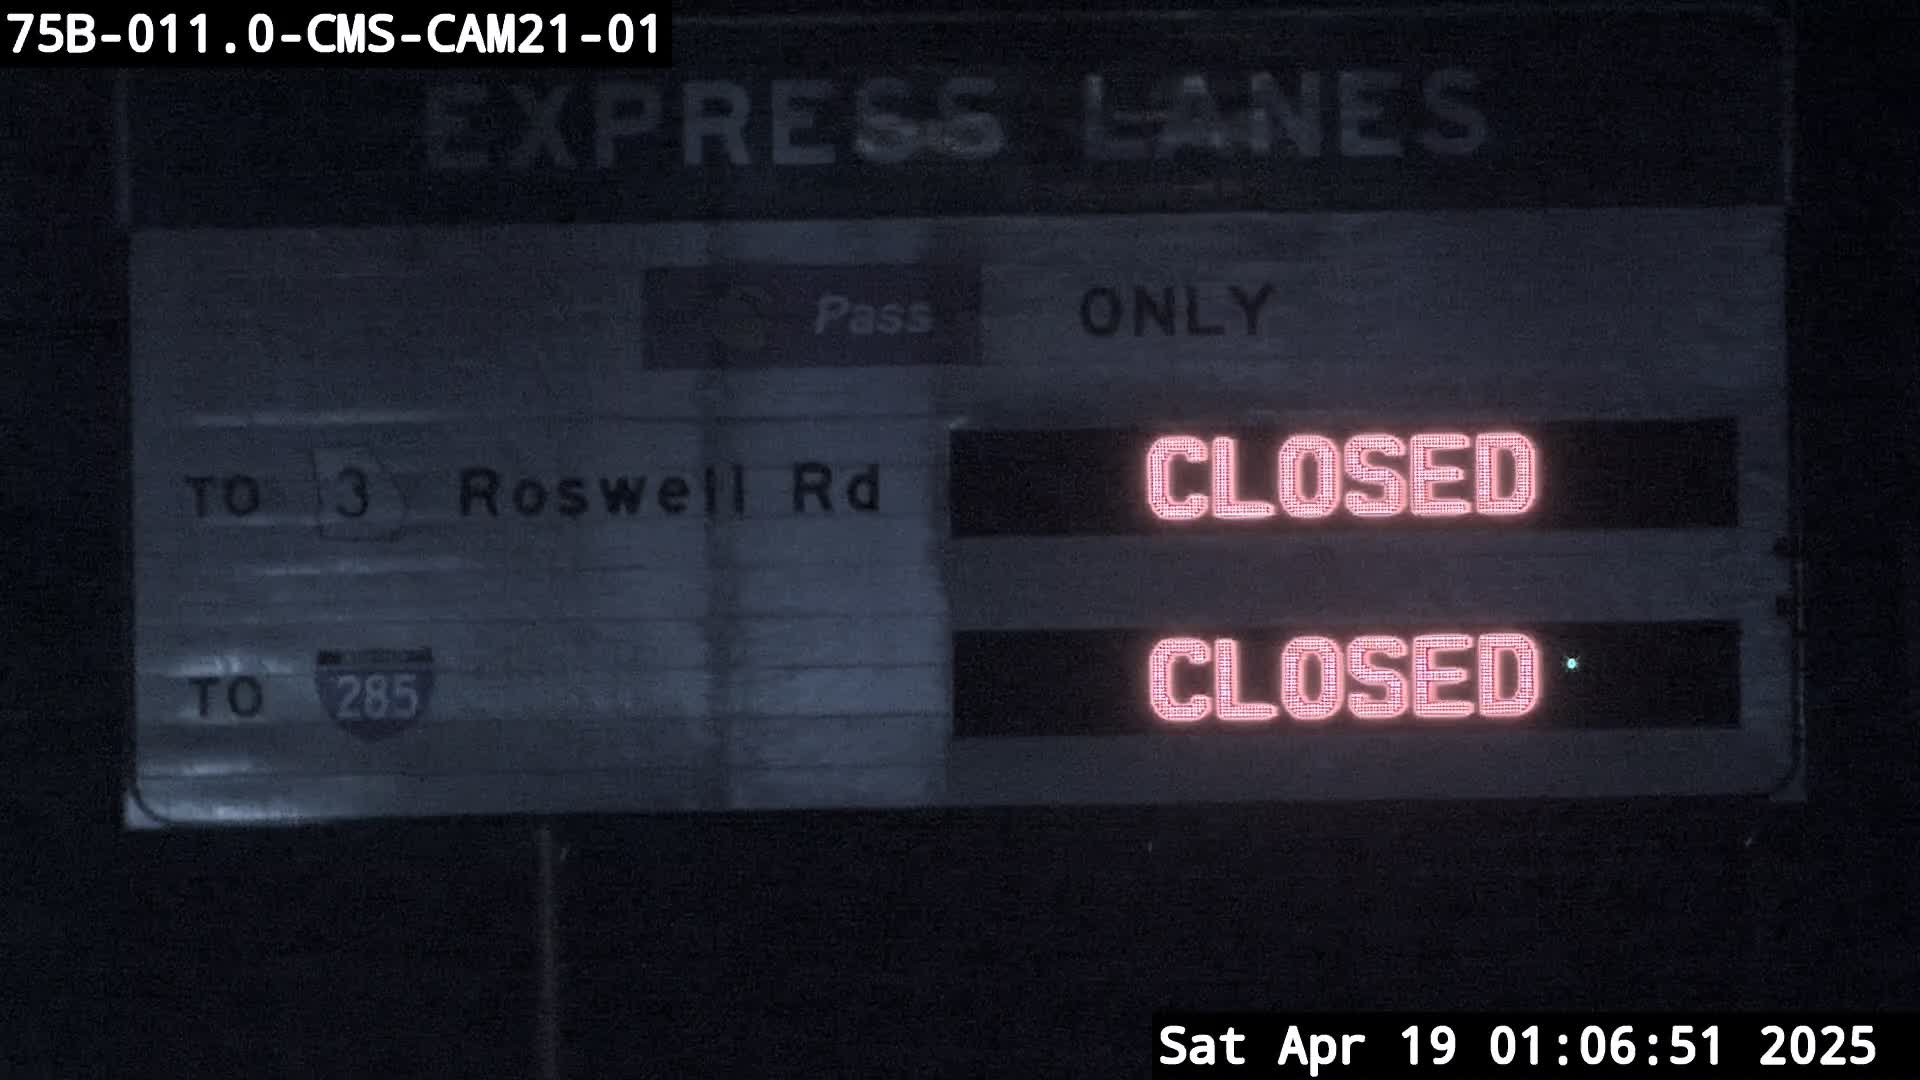 75B-011.0-CMS-CAM21-01
EXPRESS LANES
Pass ONLY
TO 3 Roswell Rd CLOSED
TO 285 CLOSED
Sat Apr 19 01:06:51 2025